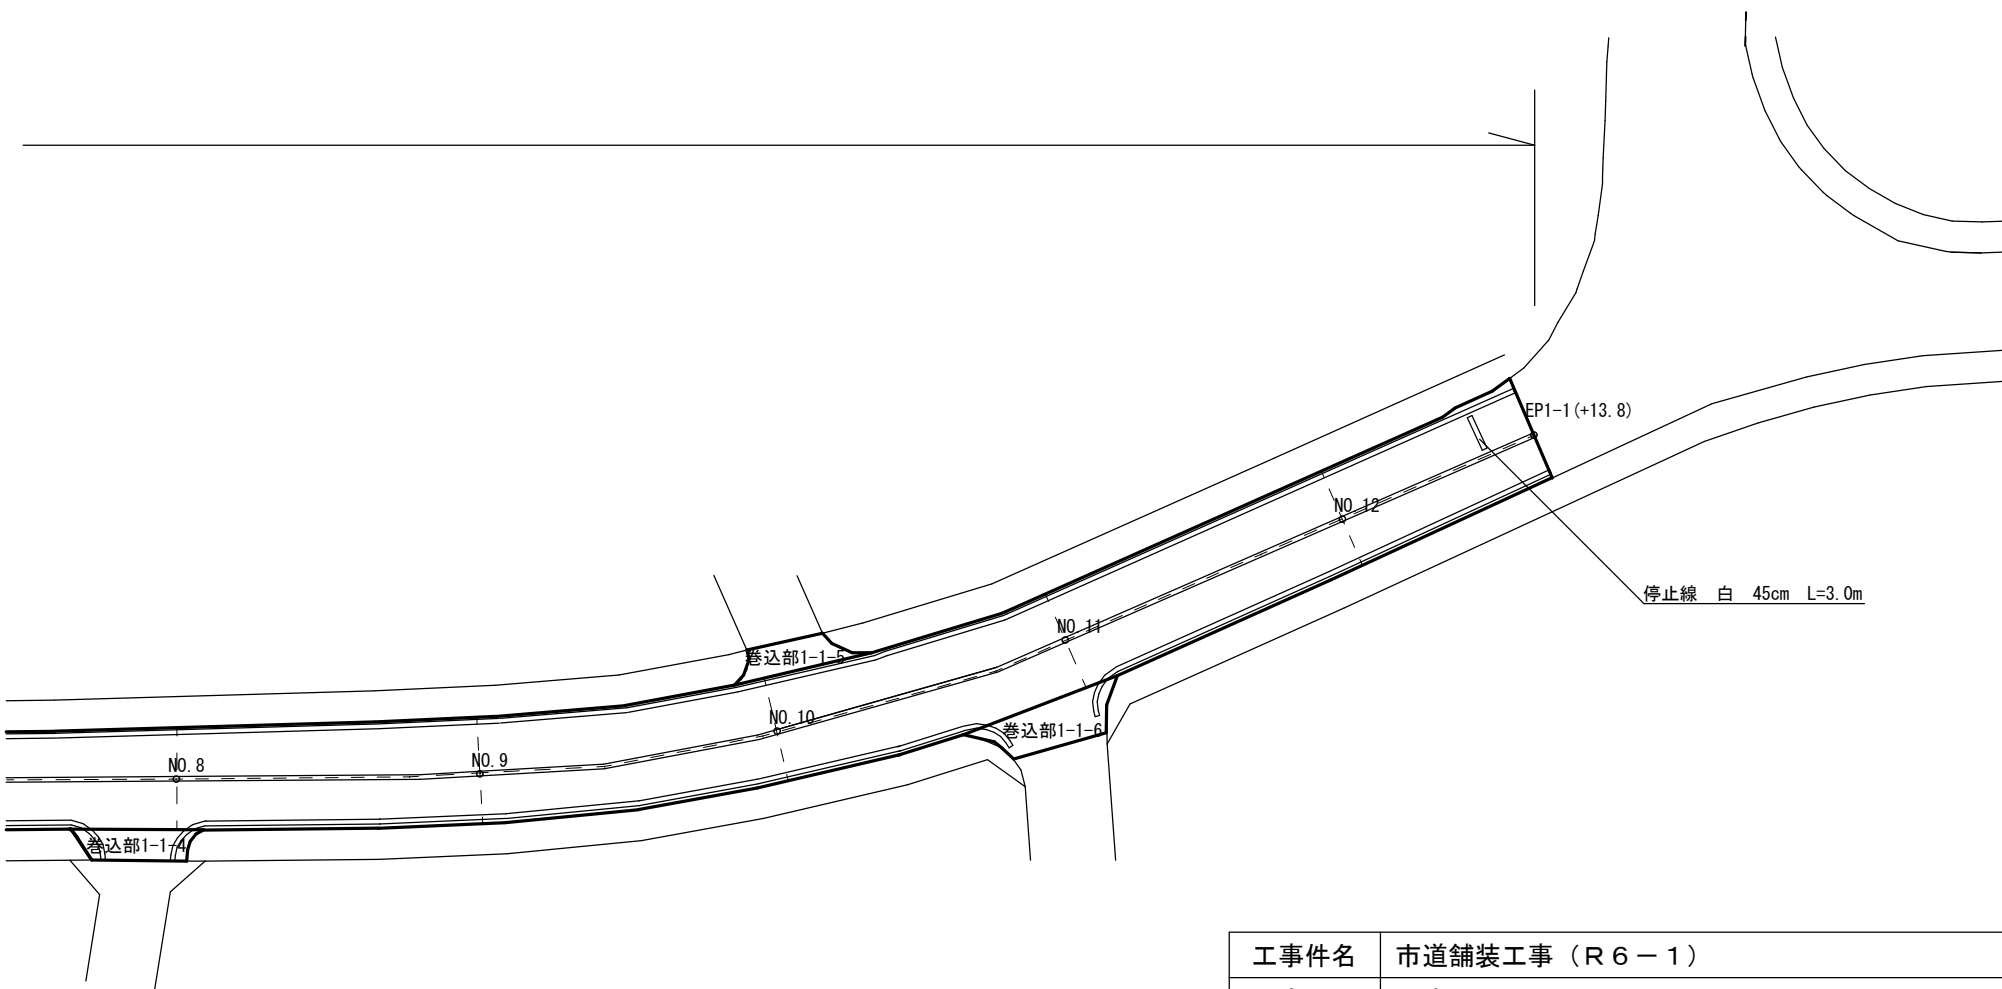 EP1-1(+13.8)
NO.12
停止線 白 45cm L=3.0m
NO.11
巻込部1-1-5
NO.10
巻込部1-1-6
NO.9
NO.8
巻込部1-1-4
工事件名 市道舗装工事（Ｒ６－１）